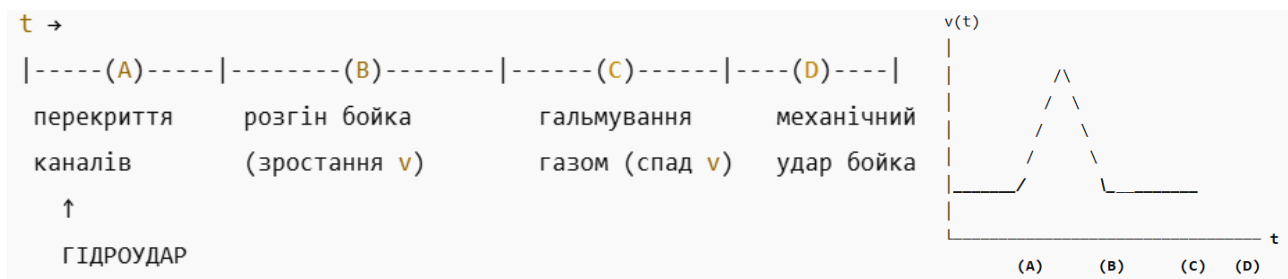 t →
|-----(A)-----|--------(B)--------|------(C)------|----(D)----|
перекриття розгін бойка гальмування механічний
каналів (зростання v) газом (спад v) удар бойка
↑
ГІДРОУДАР
v(t)
t
(A) (B) (C) (D)